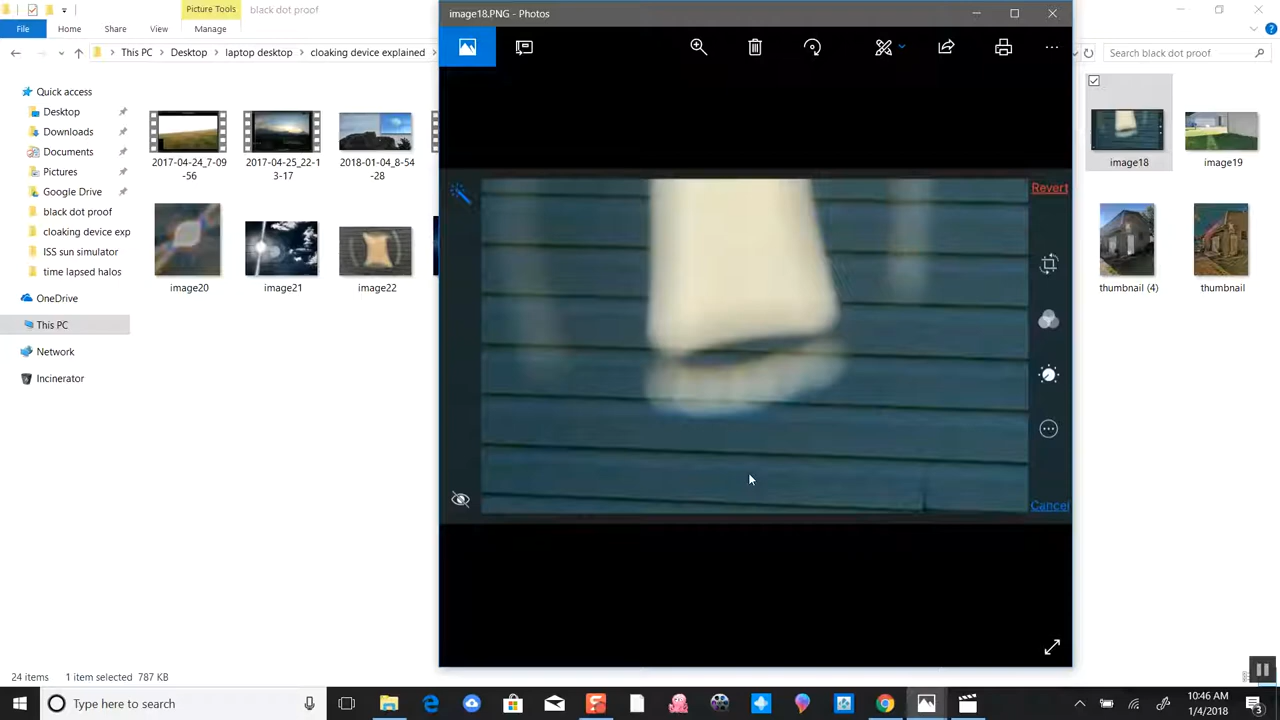 Picture Tools
black dot proof
image18.PNG - Photos
File
Home
Share
View
Manage
This PC
Desktop
laptop desktop
cloaking device explained
Search black dot proof
Quick access
Desktop
Downloads
Documents
Pictures
Google Drive
black dot proof
cloaking device exp
ISS sun simulator
time lapsed halos
OneDrive
This PC
Network
Incinerator
2017-04-24_7-09
-56
2017-04-25_22-1
3-17
2018-01-04_8-54
-28
image18
image19
image20
image21
image22
thumbnail (4)
thumbnail
Revert
Cancel
24 items
1 item selected
787 KB
Type here to search
10:46 AM
1/4/2018
3